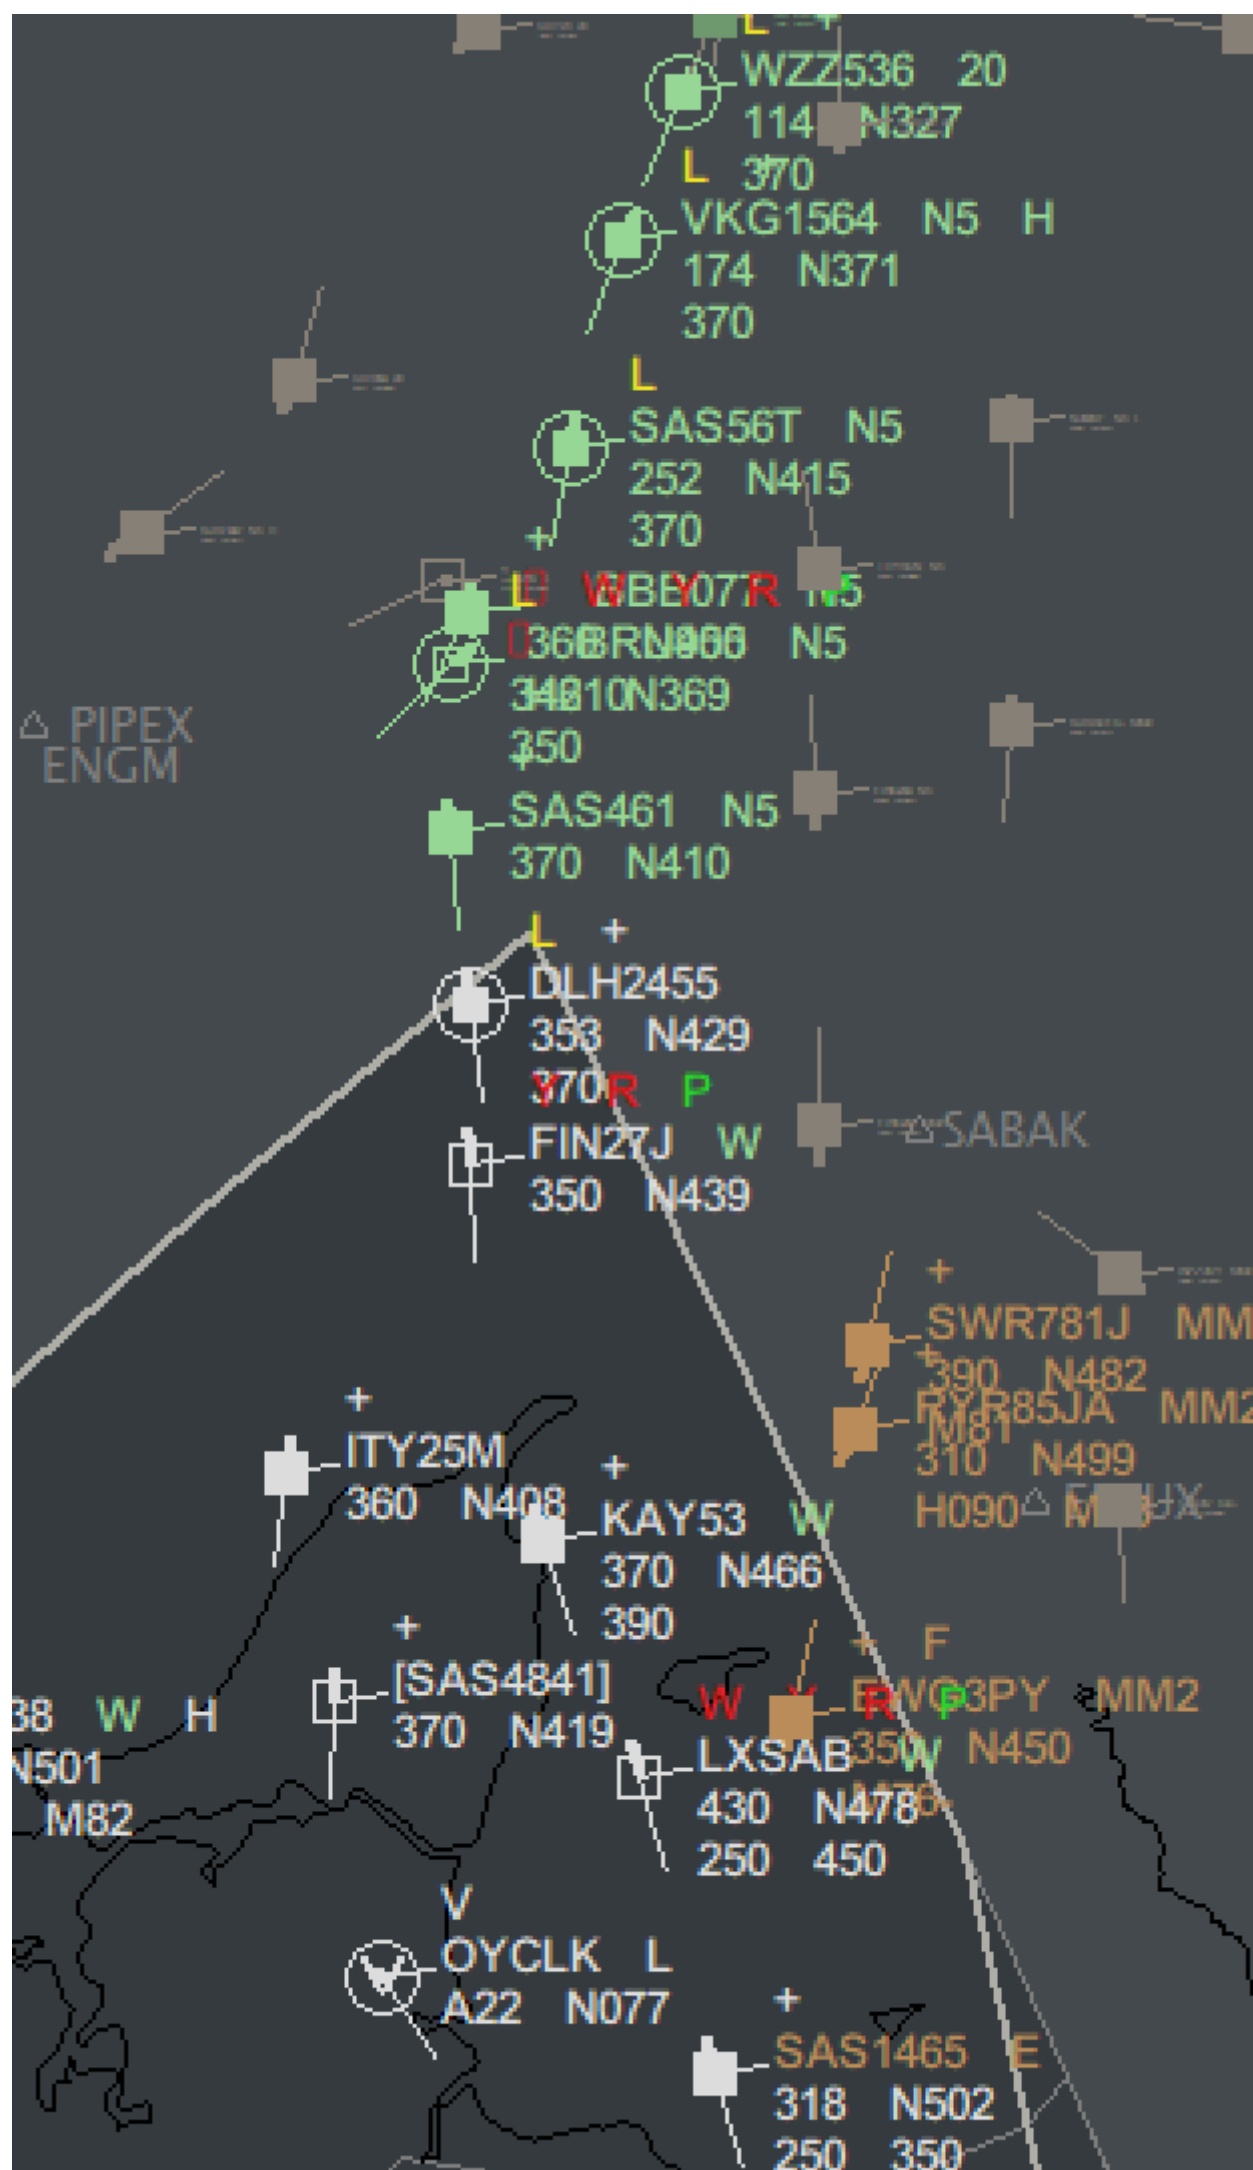 L +
WZZ536 20
114 N327
370
L +
VKG1564 N5 H
174 N371
370
L
SAS56T N5
252 N415
370
+
L W Y R P
N5
N5
N369
350
PIPEX
ENGM
+
SAS461 N5
370 N410
L +
DLH2455
353 N429
370
Y R P
FIN27J W
350 N439
SABAK
+
SWR781J MM
390 N482
M81
+
RYR85JA MM2
310 N499
H090
+
ITY25M
360 N408
+
KAY53 W
370 N466
390
+
[SAS4841]
370 N419
38 W H
N501
M82
+ F
EWG3PY MM2
N450
W Y R P
LXSAB W
430 N478
250 450
V
OYCLK L
A22 N077
+
SAS1465 E
318 N502
250 350